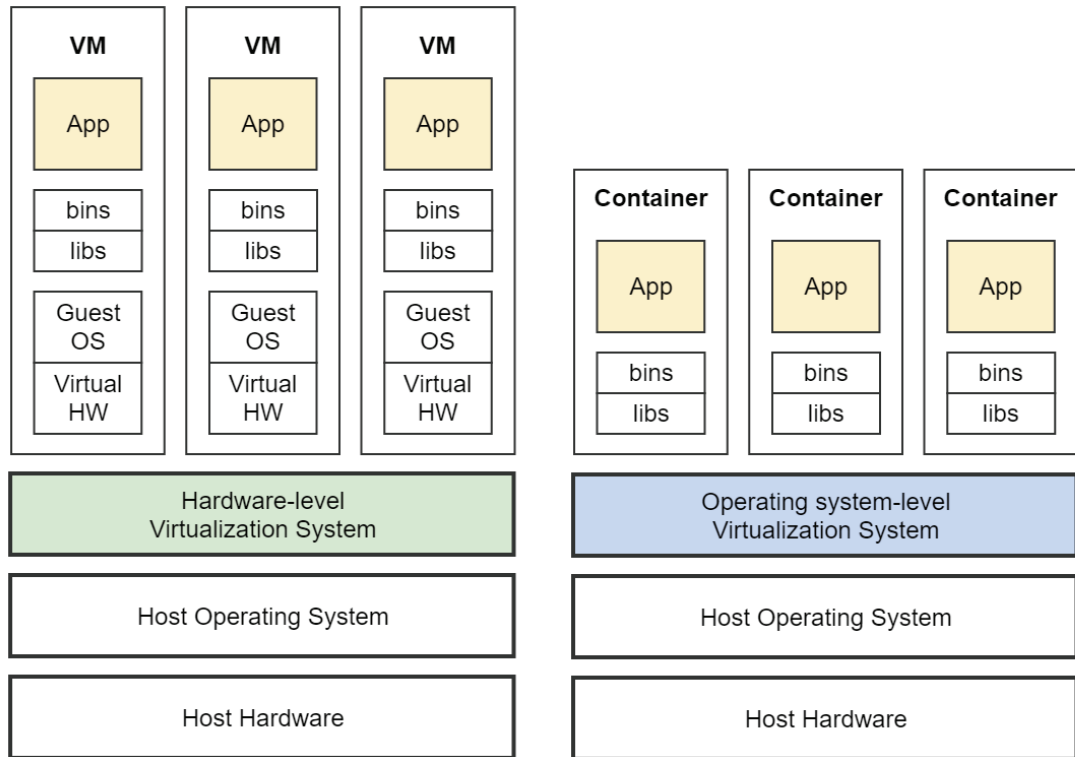 VM
App
bins
libs
Guest
OS
Virtual
HW
VM
App
bins
libs
Guest
OS
Virtual
HW
VM
App
bins
libs
Guest
OS
Virtual
HW
Hardware-level
Virtualization System
Host Operating System
Host Hardware
Container
App
bins
libs
Container
App
bins
libs
Container
App
bins
libs
Operating system-level
Virtualization System
Host Operating System
Host Hardware